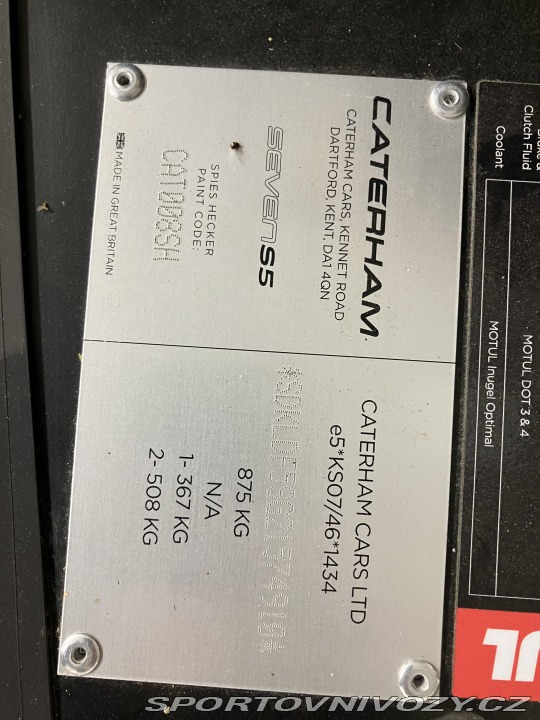 CATERHAM
CATERHAM CARS, KENNET ROAD
DARTFORD, KENT, DA1 4QN
SEVEN S5
SPIES HECKER
PAINT CODE:
MADE IN GREAT BRITAIN
CATERHAM CARS LTD
e5*KS07/46*1434
875 KG
N/A
1- 367 KG
2- 508 KG
Clutch Fluid
MOTUL DOT 3 & 4
Coolant
MOTUL Inugel Optimal
UL
SPORTOVNIVOZY.CZ